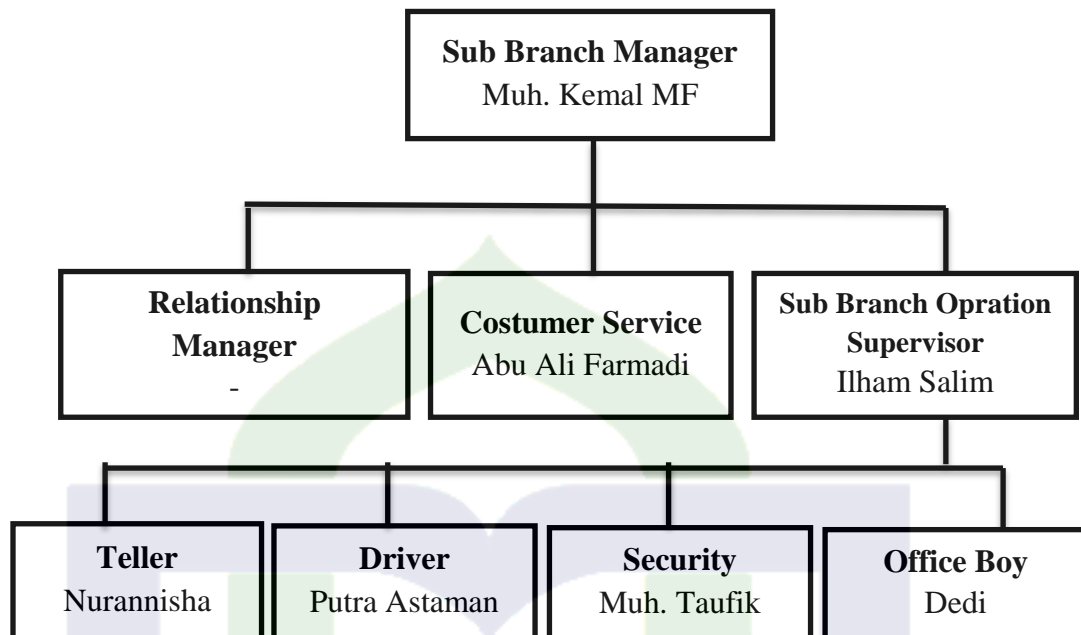 Sub Branch Manager
Muh. Kemal MF
Relationship
Manager
-
Costumer Service
Abu Ali Farmadi
Sub Branch Opration
Supervisor
Ilham Salim
Teller
Nurannisha
Driver
Putra Astaman
Security
Muh. Taufik
Office Boy
Dedi